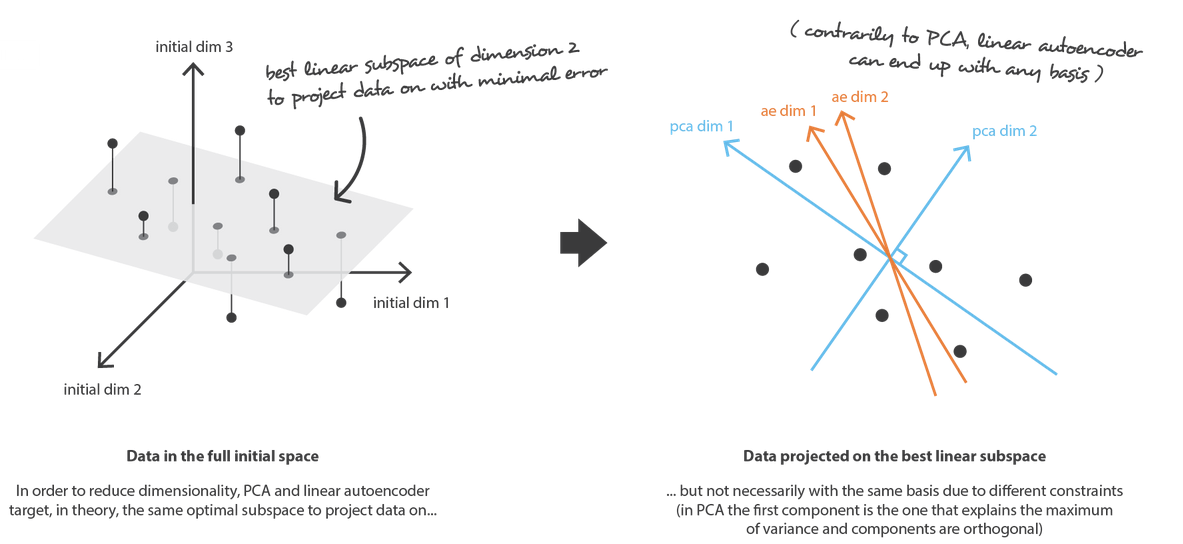 initial dim 3
best linear subspace of dimension 2
to project data on with minimal error
initial dim 1
initial dim 2
Data in the full initial space
In order to reduce dimensionality, PCA and linear autoencoder
target, in theory, the same optimal subspace to project data on...
( contrarily to PCA, linear autoencoder
can end up with any basis )
ae dim 2
ae dim 1
pca dim 1
pca dim 2
Data projected on the best linear subspace
... but not necessarily with the same basis due to different constraints
(in PCA the first component is the one that explains the maximum
of variance and components are orthogonal)